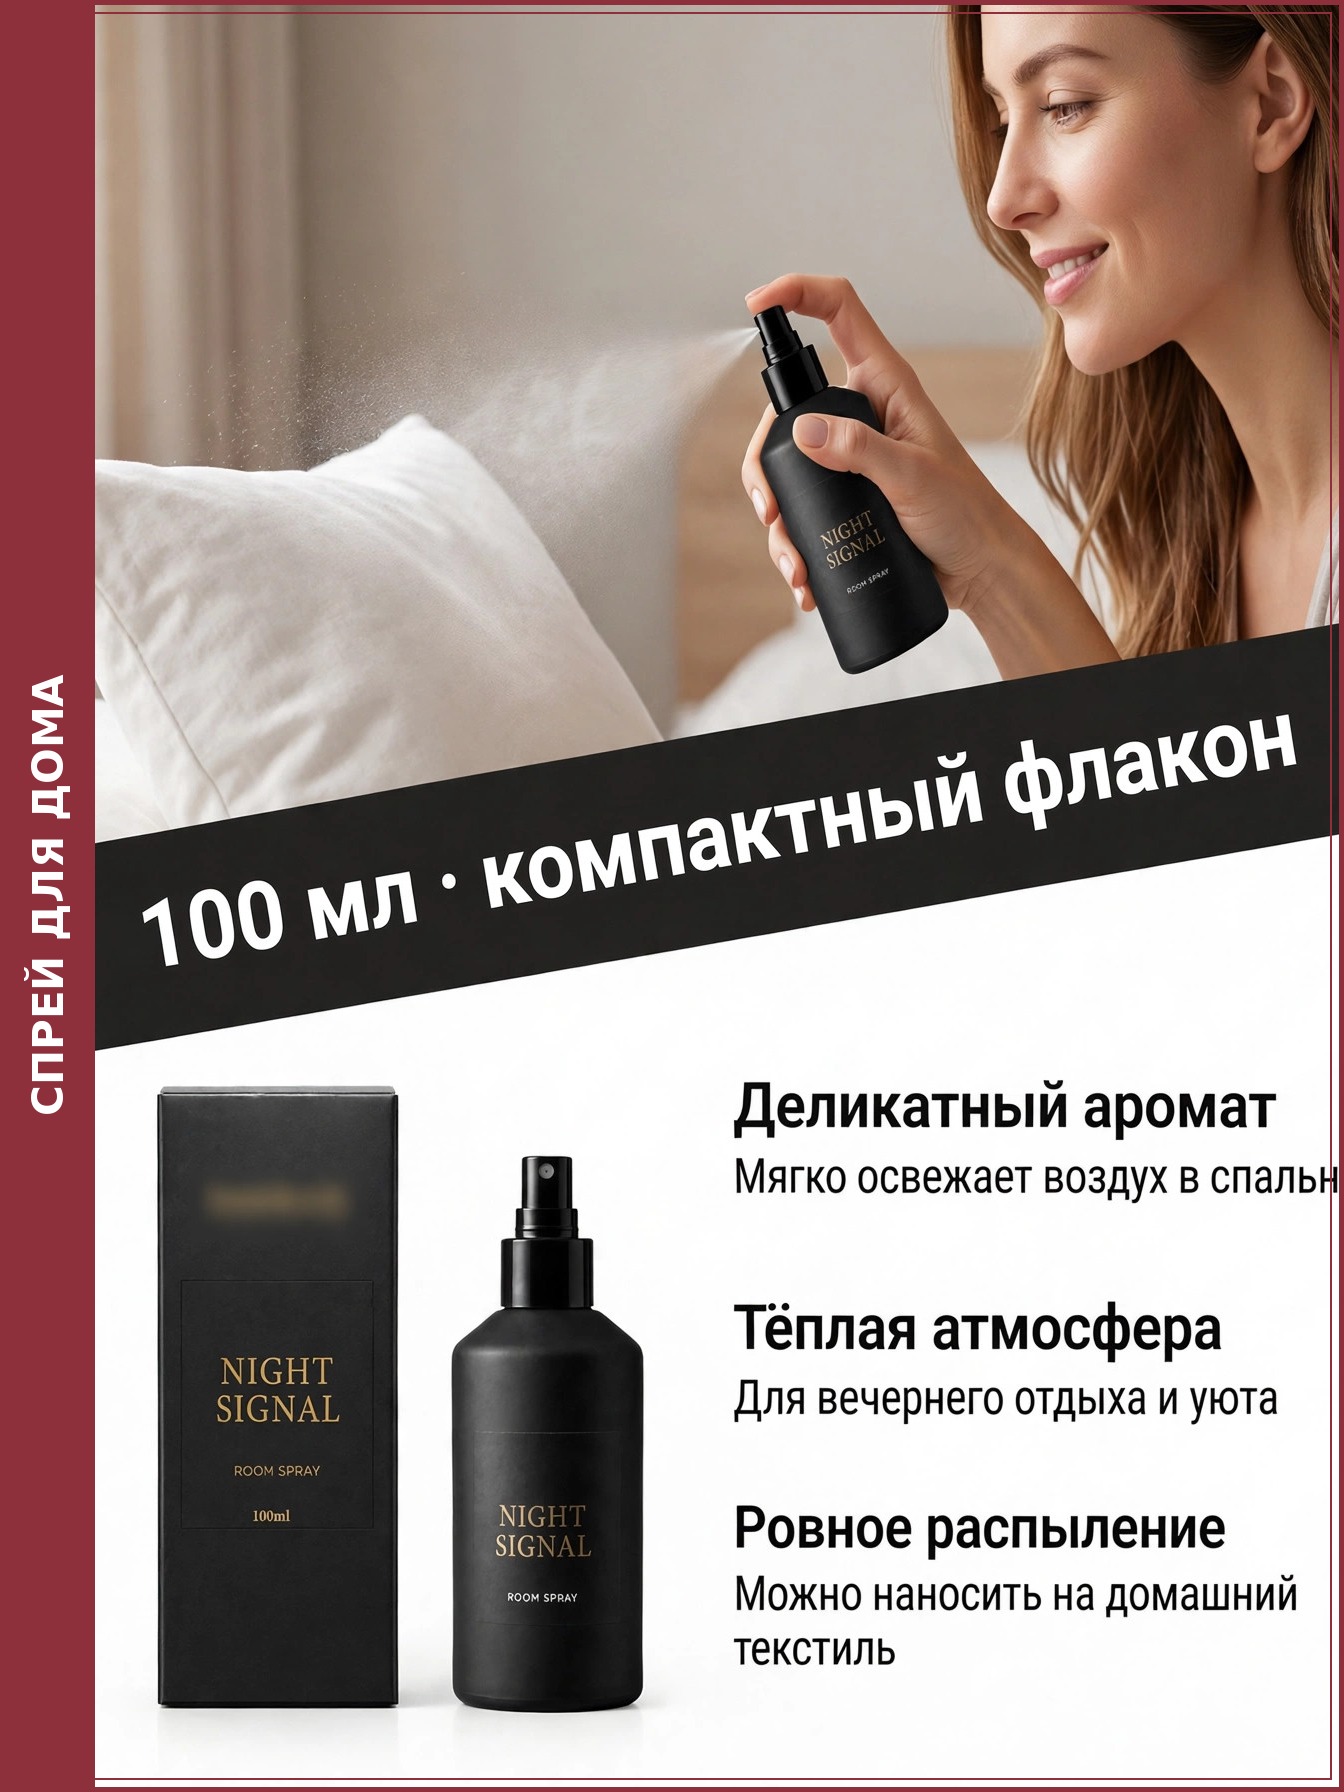 СПРЕЙ ДЛЯ ДОМА
NIGHT
SIGNAL
ROOM SPRAY
100 мл · компактный флакон
Деликатный аромат
Мягко освежает воздух в
Тёплая атмосфера
Для вечернего отдыха и уюта
Ровное распыление
Можно наносить на домашний
текстиль
NIGHT
SIGNAL
ROOM SPRAY
100ml
NIGHT
SIGNAL
ROOM SPRAY